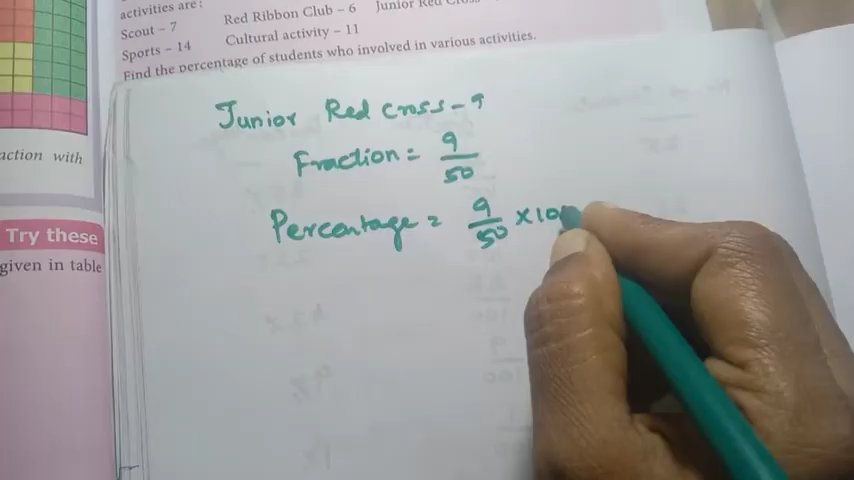 activities are :
Scout – 7 Red Ribbon Club – 6 Junior Red Cross
Sports – 14 Cultural activity – 11
Find the percentage of students who involved in various activities.
action with
Try these
given in table
Junior Red Cross - 9
Fraction = 9/50
Percentage = 9/50 × 100